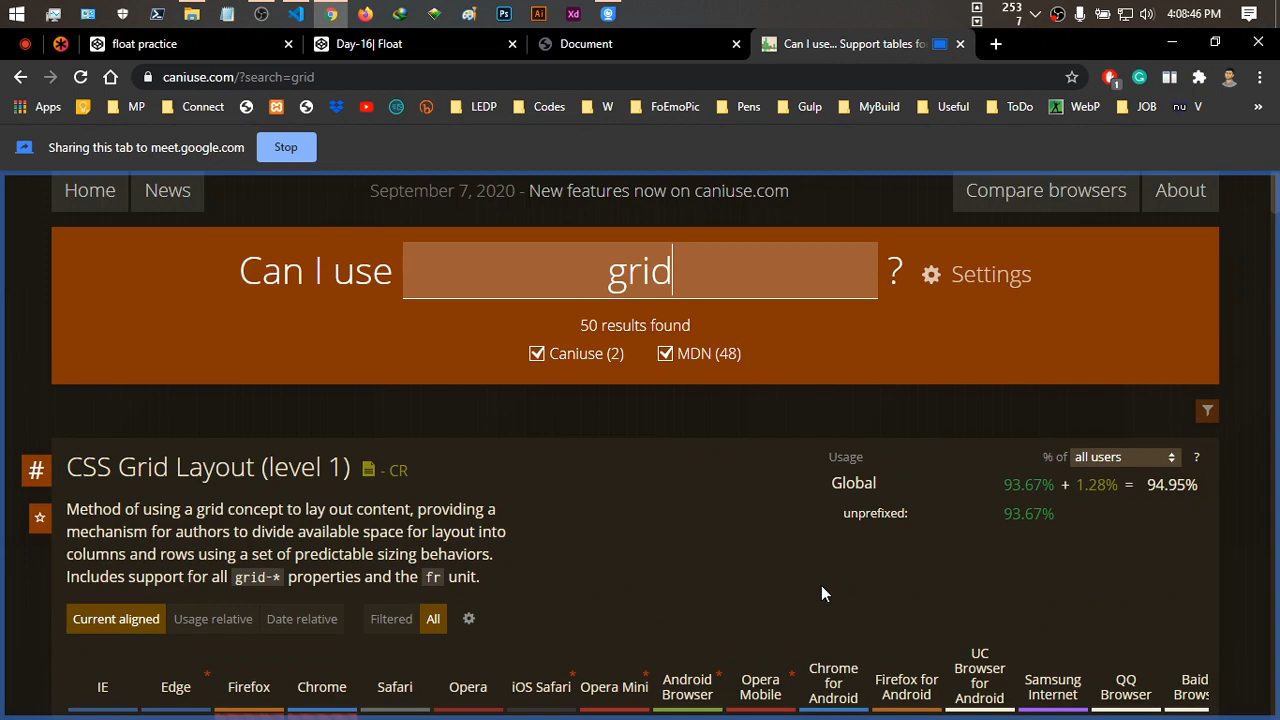 253
7
4:08:46 PM
float practice
Day-16| Float
Document
Can I use... Support tables fo
caniuse.com/?search=grid
1
Apps
MP
Connect
LEDP
Codes
W
FoEmoPic
Pens
Gulp
MyBuild
Useful
ToDo
WebP
JOB
nu
V
»
Sharing this tab to meet.google.com
Stop
Home
News
September 7, 2020 - New features now on caniuse.com
Compare browsers
About
Can I use
grid
?
Settings
50 results found
Caniuse (2)
MDN (48)
# CSS Grid Layout (level 1) - CR
Usage
% of all users ?
Global
93.67% + 1.28% = 94.95%
unprefixed:
93.67%
Method of using a grid concept to lay out content, providing a
mechanism for authors to divide available space for layout into
columns and rows using a set of predictable sizing behaviors.
Includes support for all grid-* properties and the fr unit.
Current aligned
Usage relative
Date relative
Filtered
All
IE
Edge *
Firefox
Chrome
Safari
Opera
iOS Safari *
Opera Mini *
Android Browser *
Opera Mobile *
Chrome for Android
Firefox for Android
UC Browser for Android
Samsung Internet
QQ Browser
Baid
Brows